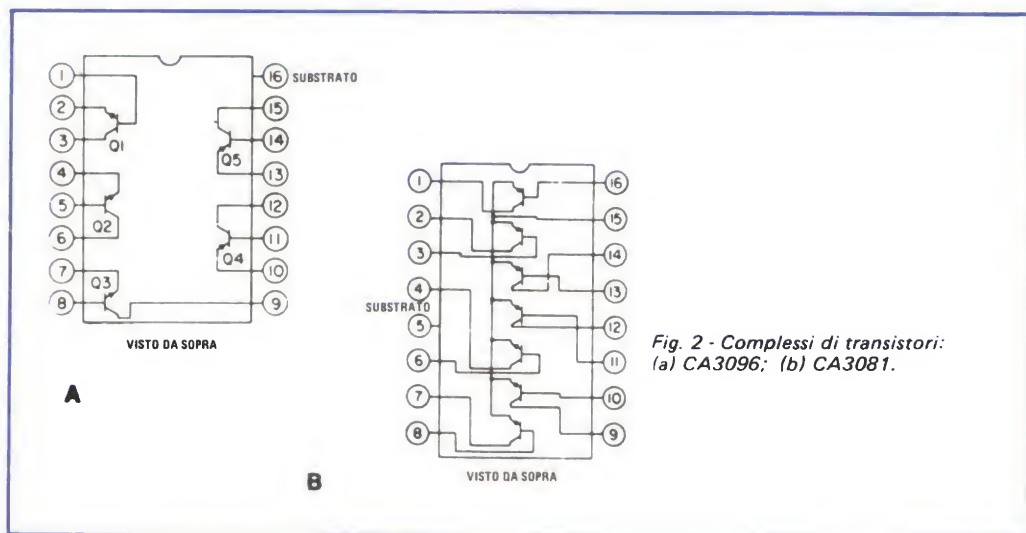 1
2
3
4
5
6
7
8
16 SUBSTRATO
15
14
13
12
11
10
9
Q1
Q2
Q3
Q5
Q4
VISTO DA SOPRA
A
1
2
3
4
SUBSTRATO
5
6
7
8
16
15
14
13
12
11
10
9
VISTO DA SOPRA
B
Fig. 2 - Complessi di transistori:
(a) CA3096; (b) CA3081.